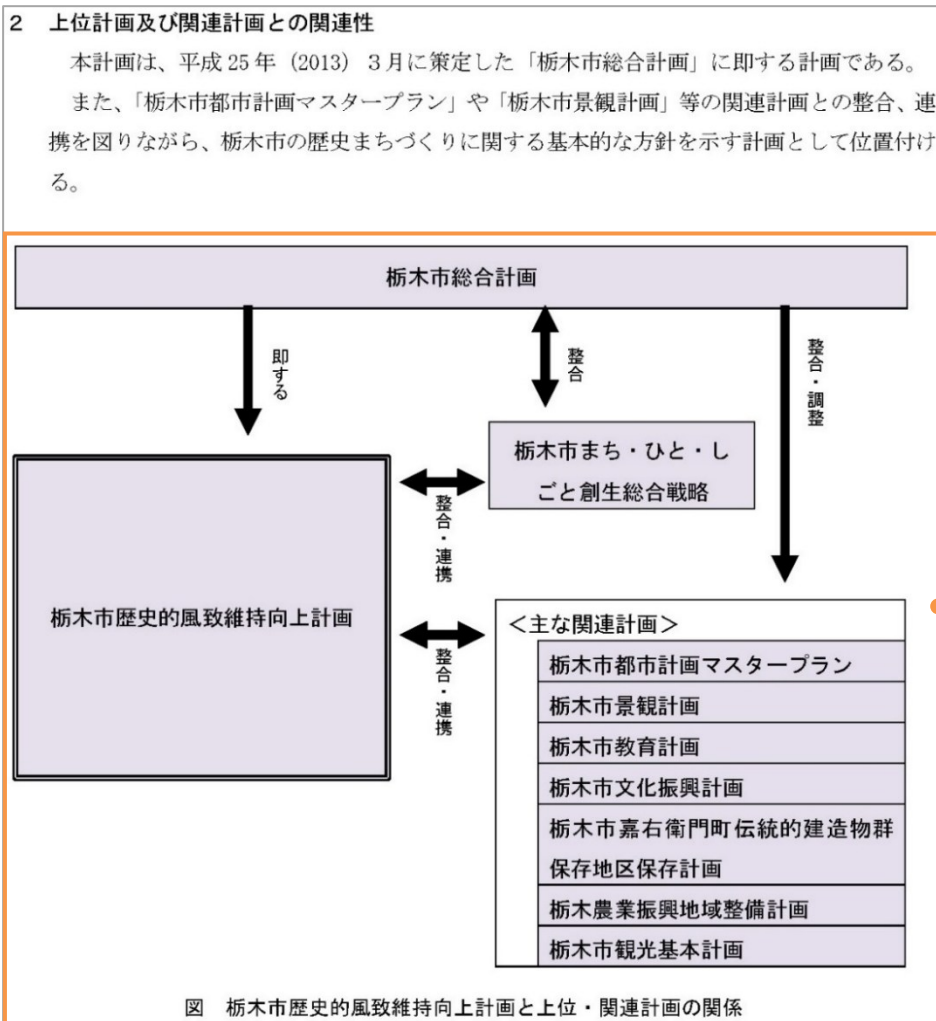 2 上位計画及び関連計画との関連性
本計画は、平成 25 年（2013）３月に策定した「栃木市総合計画」に即する計画である。
また、「栃木市都市計画マスタープラン」や「栃木市景観計画」等の関連計画との整合、連
携を図りながら、栃木市の歴史まちづくりに関する基本的な方針を示す計画として位置付け
る。
栃木市総合計画
即する
整合
整合・調整
栃木市まち・ひと・し
ごと創生総合戦略
整合・連携
栃木市歴史的風致維持向上計画
整合・連携
＜主な関連計画＞
栃木市都市計画マスタープラン
栃木市景観計画
栃木市教育計画
栃木市文化振興計画
栃木市嘉右衛門町伝統的建造物群
保存地区保存計画
栃木農業振興地域整備計画
栃木市観光基本計画
図 栃木市歴史的風致維持向上計画と上位・関連計画の関係